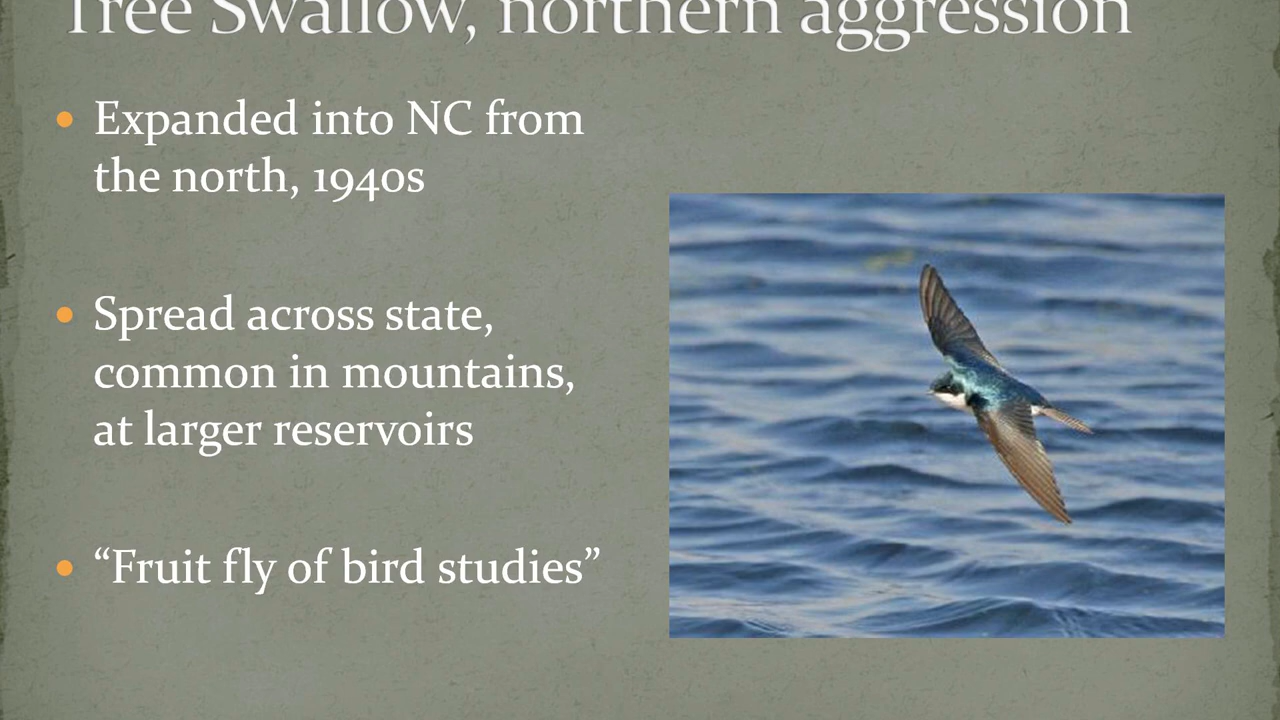 Tree Swallow, northern aggression
Expanded into NC from
the north, 1940s
Spread across state,
common in mountains,
at larger reservoirs
“Fruit fly of bird studies”